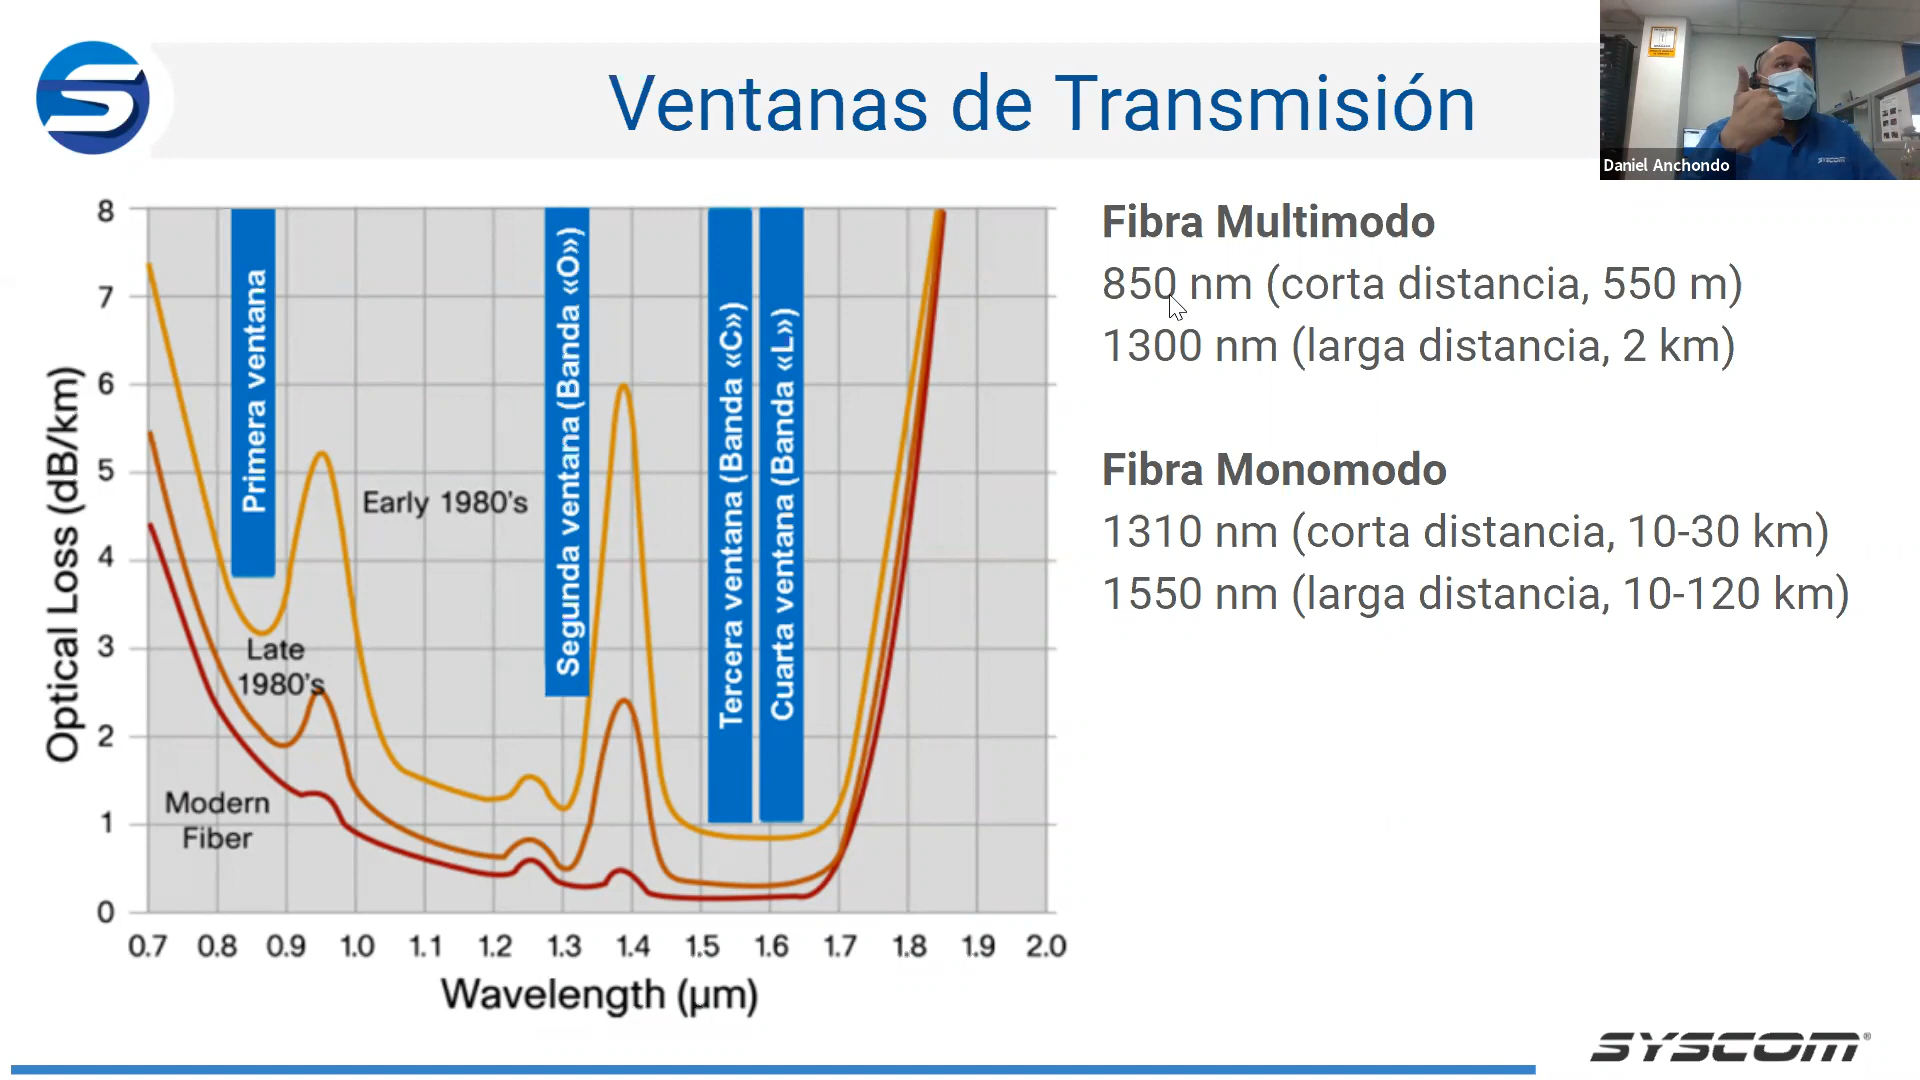 Ventanas de Transmisión
Daniel Anchondo
SYSCOM
8
7
6
5
4
3
2
1
0
Optical Loss (dB/km)
Primera ventana
Segunda ventana (Banda «O»)
Tercera ventana (Banda «C»)
Cuarta ventana (Banda «L»)
Early 1980's
Late
1980's
Modern
Fiber
0.7 0.8 0.9 1.0 1.1 1.2 1.3 1.4 1.5 1.6 1.7 1.8 1.9 2.0
Wavelength (μm)
Fibra Multimodo
850 nm (corta distancia, 550 m)
1300 nm (larga distancia, 2 km)
Fibra Monomodo
1310 nm (corta distancia, 10-30 km)
1550 nm (larga distancia, 10-120 km)
SYSCOM®